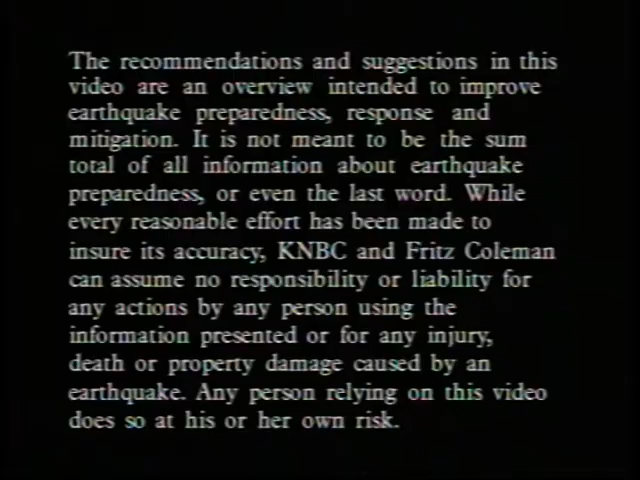 The recommendations and suggestions in this
video are an overview intended to improve
earthquake preparedness, response and
mitigation. It is not meant to be the sum
total of all information about earthquake
preparedness, or even the last word. While
every reasonable effort has been made to
insure its accuracy, KNBC and Fritz Coleman
can assume no responsibility or liability for
any actions by any person using the
information presented or for any injury,
death or property damage caused by an
earthquake. Any person relying on this video
does so at his or her own risk.